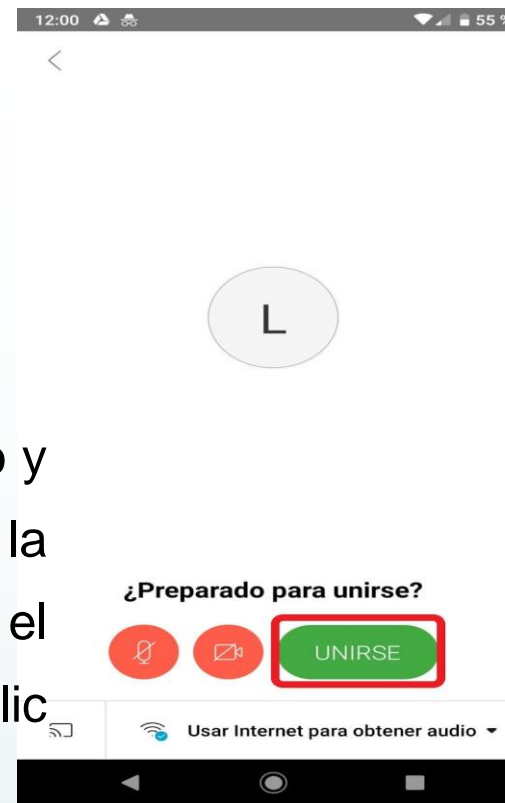 12:00 55 %
L
o y
la
el
lic
¿Preparado para unirse?
UNIRSE
Usar Internet para obtener audio